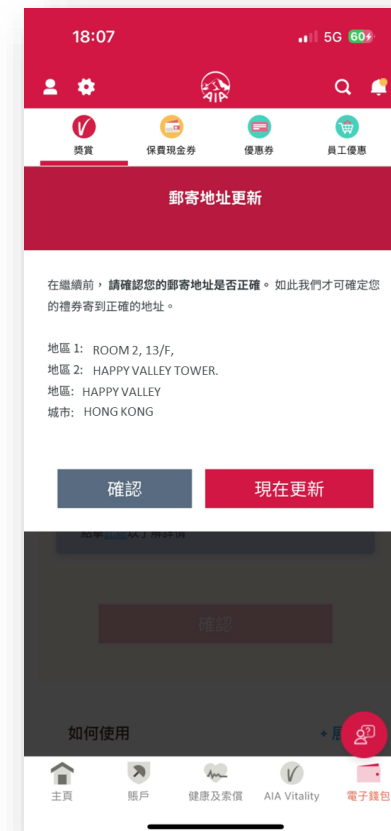 18:07
5G 60
AIA
獎賞
保費現金券
優惠券
員工優惠
郵寄地址更新
在繼續前,請確認您的郵寄地址是否正確。如此我們才可確定您
的禮券寄到正確的地址。
地區 1: ROOM 2, 13/F,
地區 2: HAPPY VALLEY TOWER.
地區: HAPPY VALLEY
城市: HONG KONG
確認
現在更新
以了解詳情
確認
如何使用
主頁
賬戶
健康及索償
AIA Vitality
電子錢包